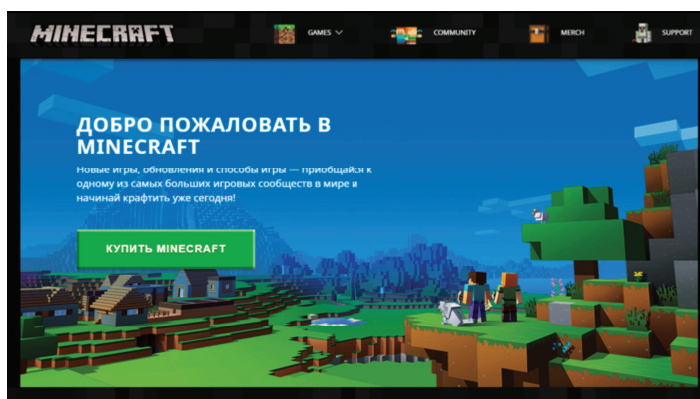 MINECRAFT
GAMES
COMMUNITY
MERCH
SUPPORT
ДОБРО ПОЖАЛОВАТЬ В
MINECRAFT
Новые игры, обновления и способы игры — приобщайся к
одному из самых больших игровых сообществ в мире и
начинай крафтить уже сегодня!
КУПИТЬ MINECRAFT